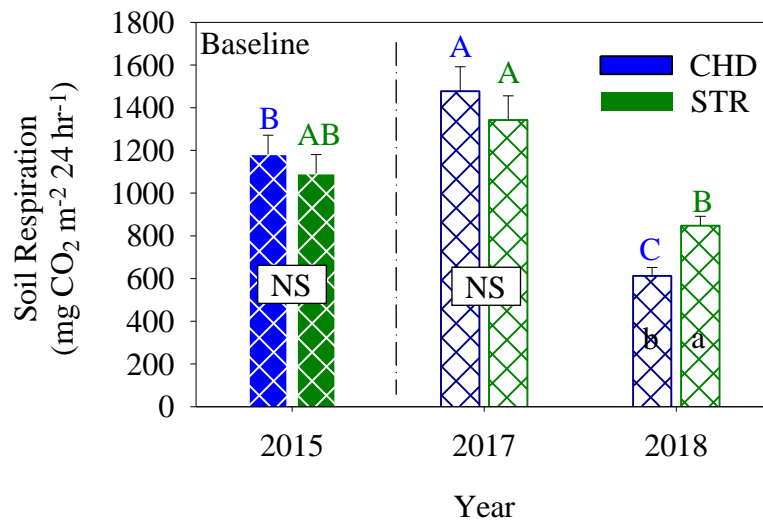 Soil Respiration
(mg CO₂ m⁻² 24 hr⁻¹)
1800
1600
1400
1200
1000
800
600
400
200
0
Baseline
CHD
STR
B
AB
A
A
C
B
NS
NS
b
a
2015
2017
2018
Year